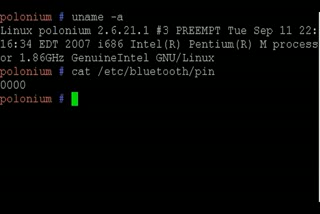 polonium # uname -a
Linux polonium 2.6.21.1 #3 PREEMPT Tue Sep 11 22:
16:34 EDT 2007 i686 Intel(R) Pentium(R) M process
or 1.86GHz GenuineIntel GNU/Linux
polonium # cat /etc/bluetooth/pin
0000
polonium #